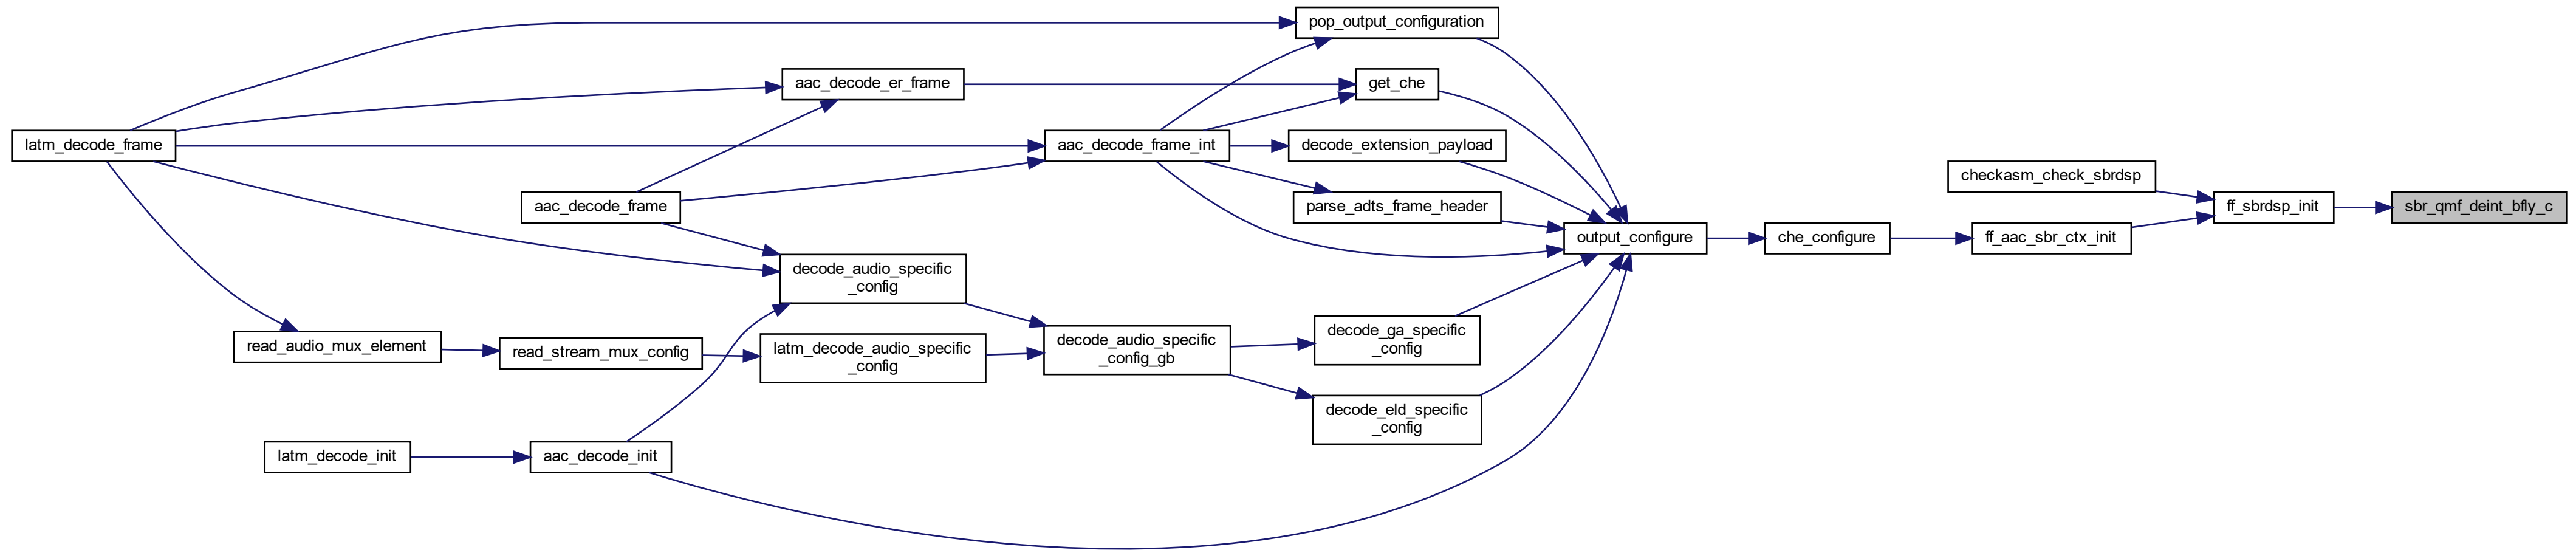 pop_output_configuration
aac_decode_er_frame
get_che
latm_decode_frame
aac_decode_frame_int
decode_extension_payload
checkasm_check_sbrdsp
aac_decode_frame
parse_adts_frame_header
ff_sbrdsp_init
sbr_qmf_deint_bfly_c
output_configure
che_configure
ff_aac_sbr_ctx_init
decode_audio_specific
_config
read_audio_mux_element
read_stream_mux_config
latm_decode_audio_specific
_config
decode_audio_specific
_config_gb
decode_ga_specific
_config
decode_eld_specific
_config
latm_decode_init
aac_decode_init